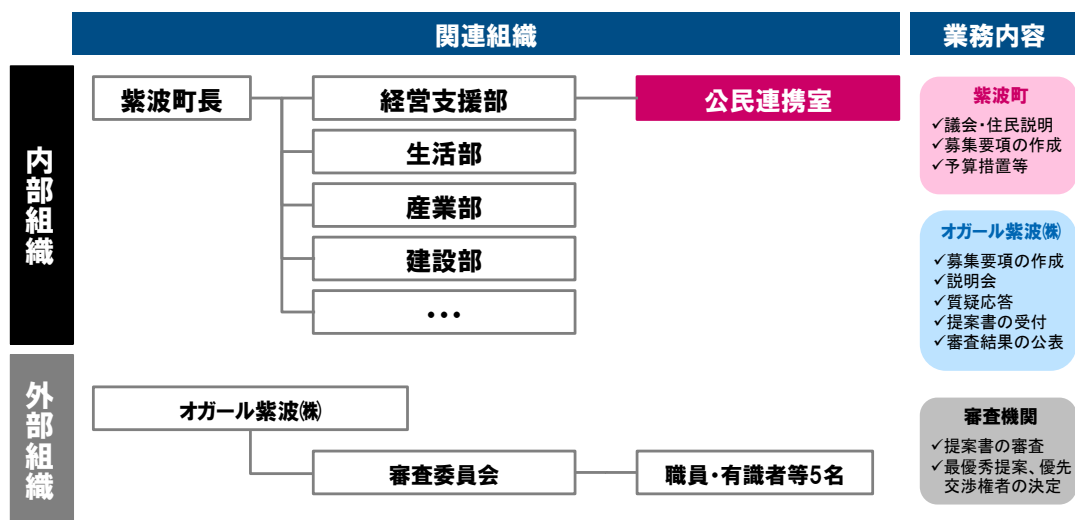 関連組織
業務内容
内部組織
紫波町長
経営支援部
公民連携室
生活部
産業部
建設部
・・・
紫波町
✓議会・住民説明
✓募集要項の作成
✓予算措置等
オガール紫波㈱
✓募集要項の作成
✓説明会
✓質疑応答
✓提案書の受付
✓審査結果の公表
外部組織
オガール紫波㈱
審査委員会
職員・有識者等5名
審査機関
✓提案書の審査
✓最優秀提案、優先
交渉権者の決定